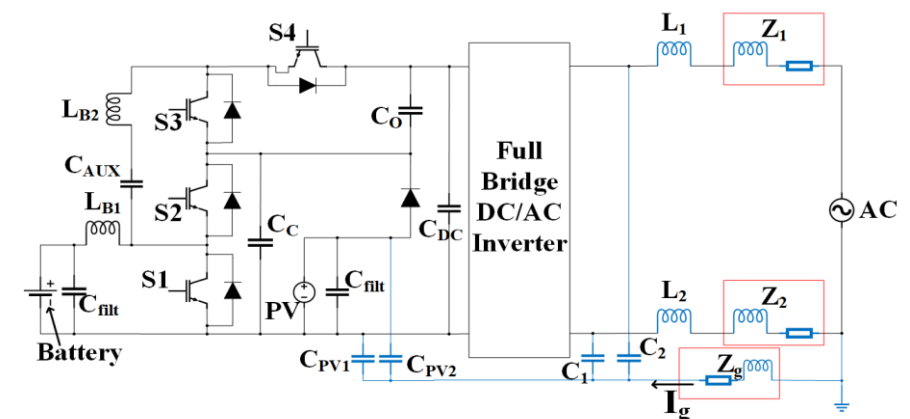 S4
L1
Z1
LB2
S3
CO
CAUX
S2
LB1
CC
CDC
Full
Bridge
DC/AC
Inverter
AC
+
-
Cfilt
S1
PV
+
-
Cfilt
L2
Z2
Battery
CPV1
CPV2
C1
C2
Zg
Ig